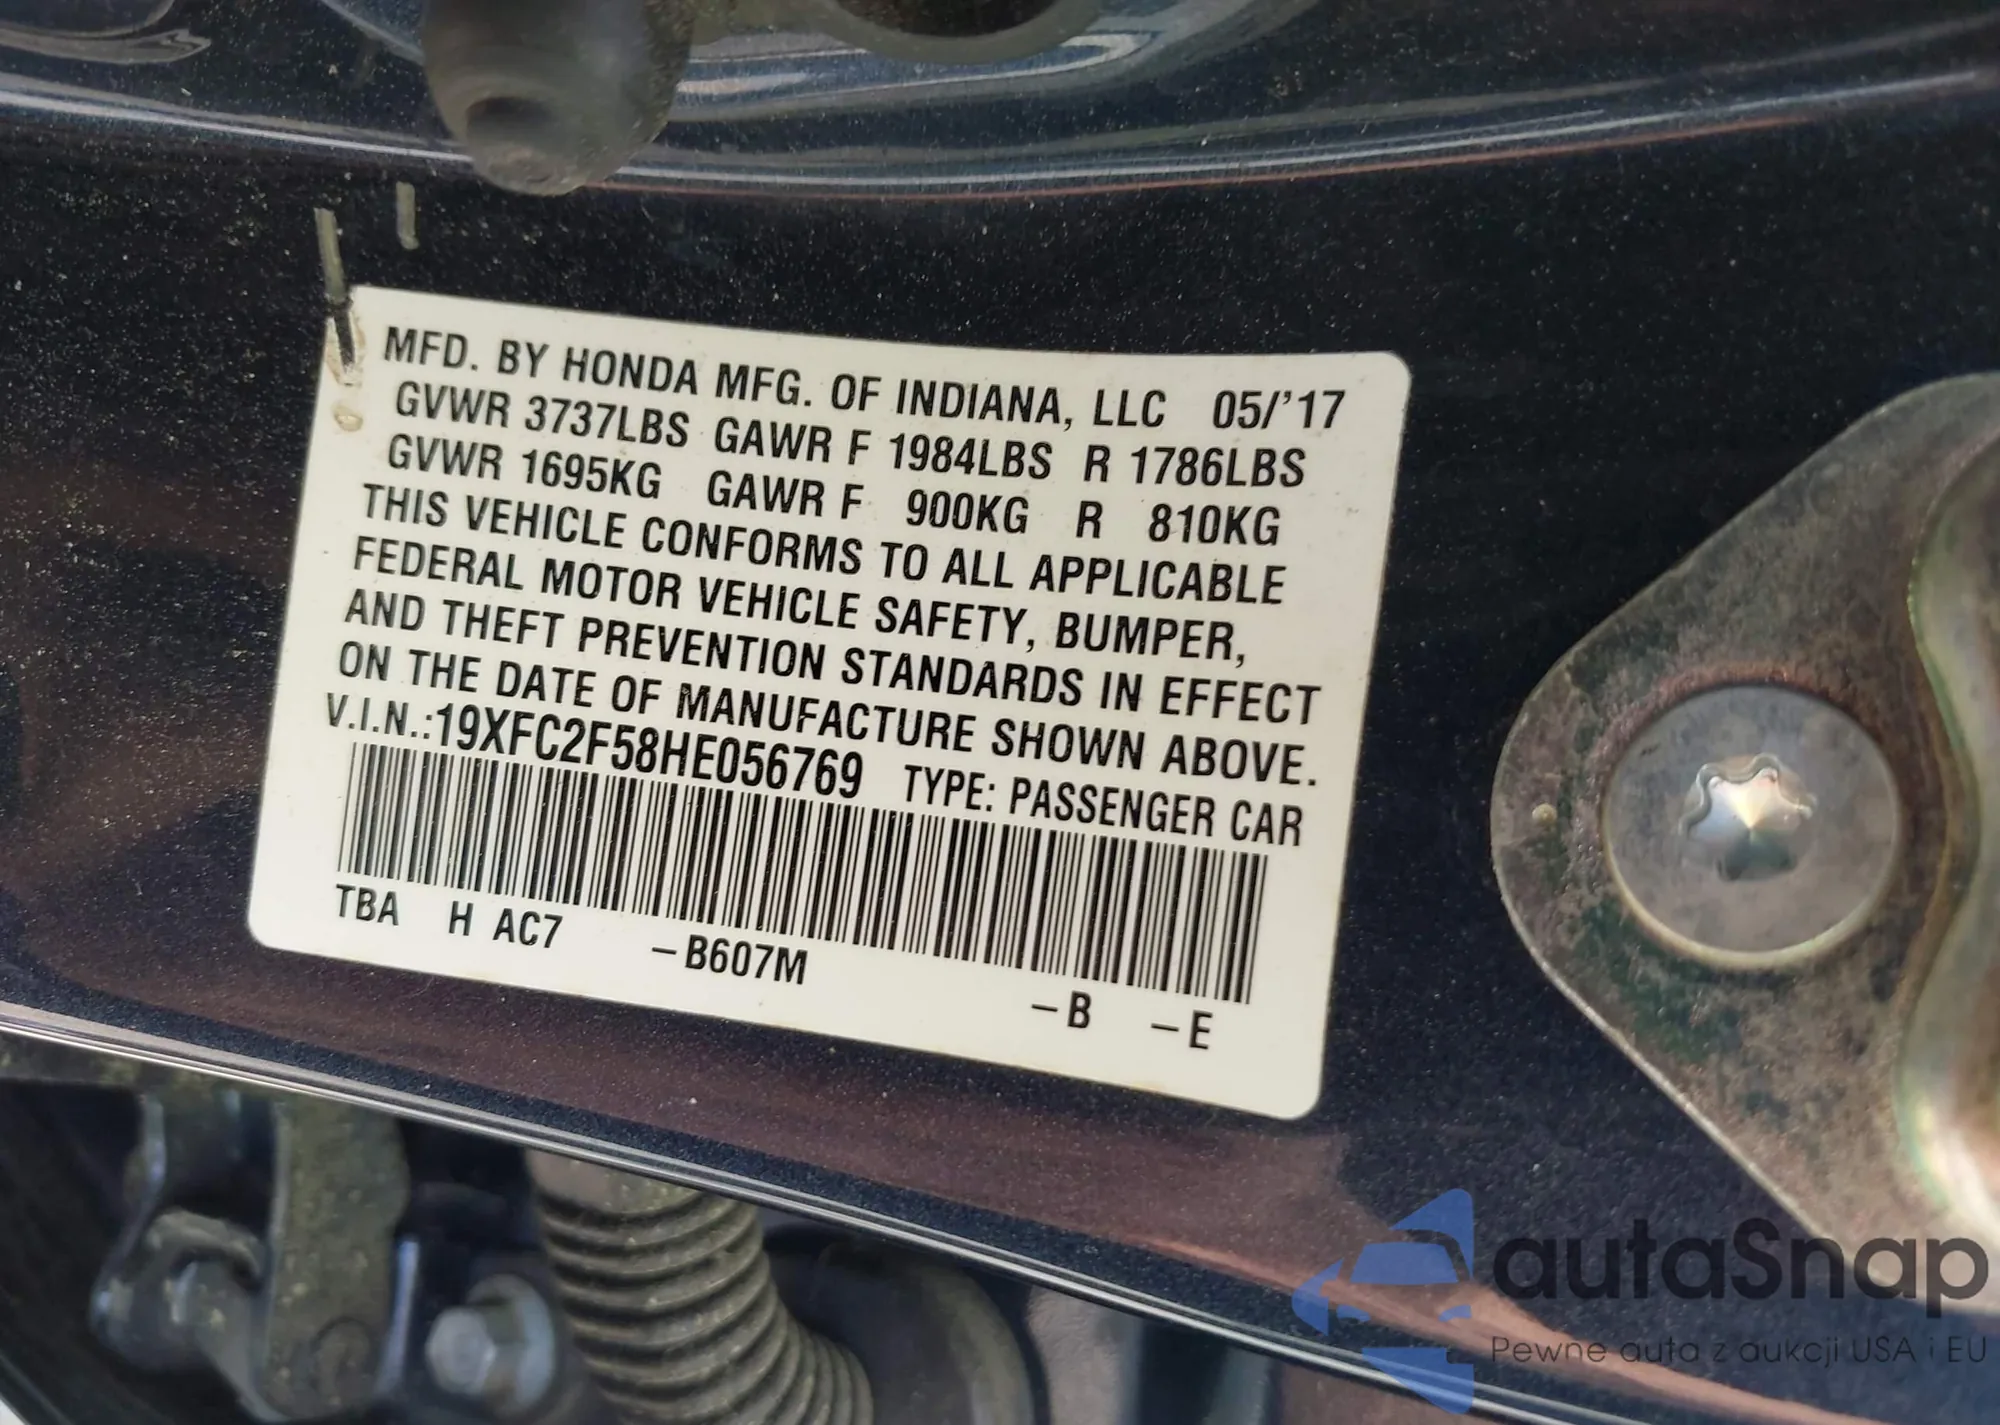 MFD. BY HONDA MFG. OF INDIANA, LLC 05/'17
GVWR 3737LBS GAWR F 1984LBS R 1786LBS
GVWR 1695KG GAWR F 900KG R 810KG
THIS VEHICLE CONFORMS TO ALL APPLICABLE
FEDERAL MOTOR VEHICLE SAFETY, BUMPER,
AND THEFT PREVENTION STANDARDS IN EFFECT
ON THE DATE OF MANUFACTURE SHOWN ABOVE.
V.I.N.:19XFC2F58HE056769 TYPE: PASSENGER CAR
TBA H AC7 -B607M -B -E
autaSnap
Pewne auta z aukcji USA i EU